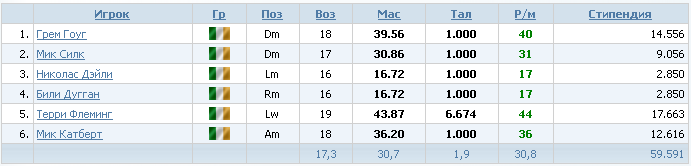 Игрок Гр Поз Воз Мас Тал Р/м Стипендия
1. Грем Гоуг Dm 18 39.56 1.000 40 14.556
2. Мик Силк Dm 17 30.86 1.000 31 9.056
3. Николас Дэйли Lm 16 16.72 1.000 17 2.850
4. Били Дугган Rm 16 16.72 1.000 17 2.850
5. Терри Флеминг Lw 19 43.87 6.674 44 17.663
6. Мик Катберт Am 18 36.20 1.000 36 12.616
17,3 30,7 1,9 30,8 59.591